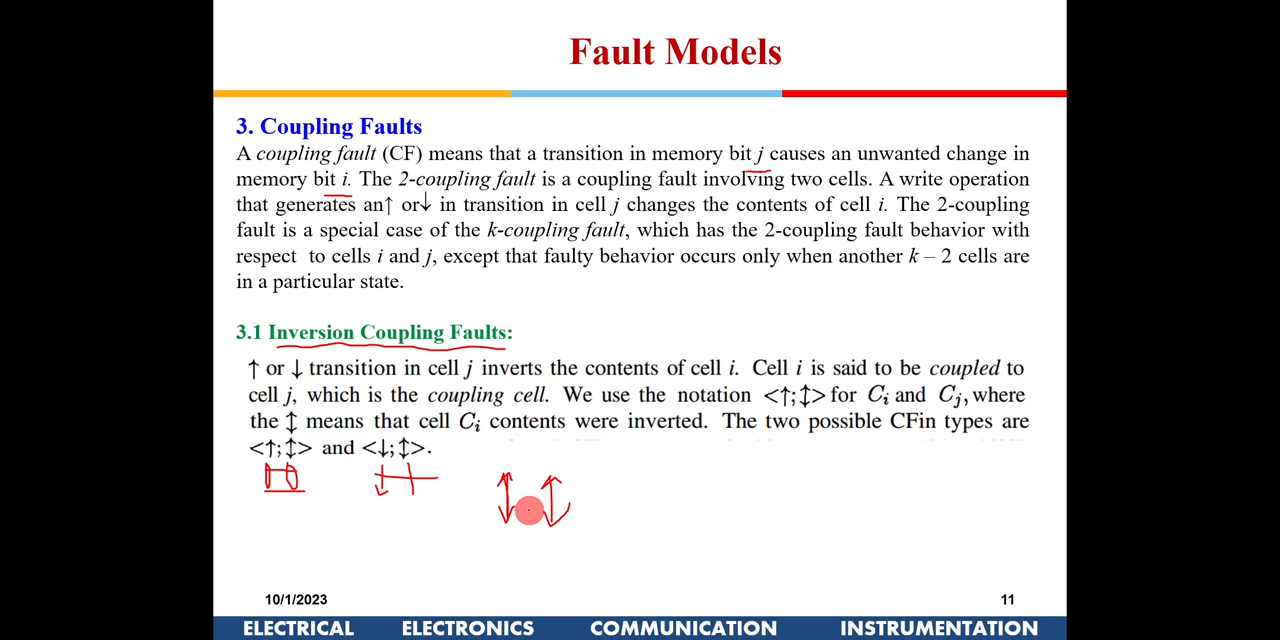 Fault Models
3. Coupling Faults
A coupling fault (CF) means that a transition in memory bit j causes an unwanted change in
memory bit i. The 2-coupling fault is a coupling fault involving two cells. A write operation
that generates an↑ or↓ in transition in cell j changes the contents of cell i. The 2-coupling
fault is a special case of the k-coupling fault, which has the 2-coupling fault behavior with
respect to cells i and j, except that faulty behavior occurs only when another k – 2 cells are
in a particular state.
3.1 Inversion Coupling Faults:
↑ or ↓ transition in cell j inverts the contents of cell i. Cell i is said to be coupled to
cell j, which is the coupling cell. We use the notation <↑;↕> for Ci and Cj, where
the ↕ means that cell Ci contents were inverted. The two possible CFin types are
<↑;↕> and <↓;↕>.
10/1/2023
11
ELECTRICAL ELECTRONICS COMMUNICATION INSTRUMENTATION